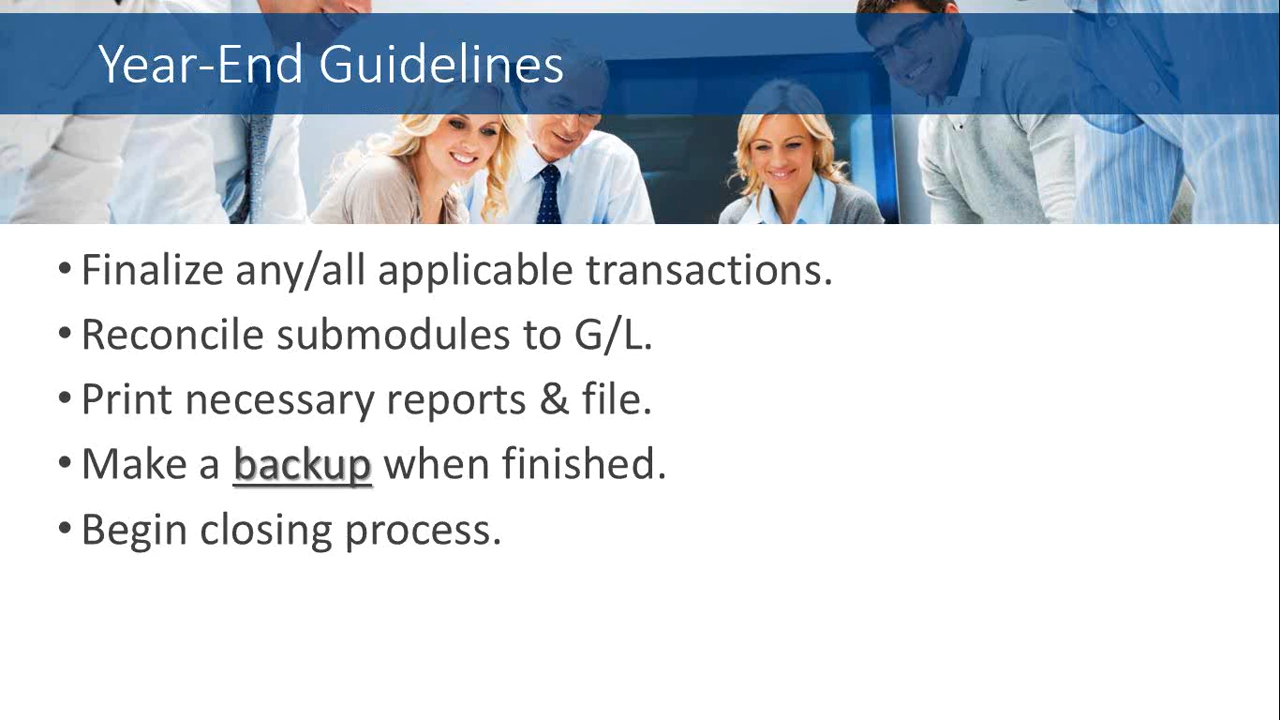 Year-End Guidelines
• Finalize any/all applicable transactions.
• Reconcile submodules to G/L.
• Print necessary reports & file.
• Make a backup when finished.
• Begin closing process.